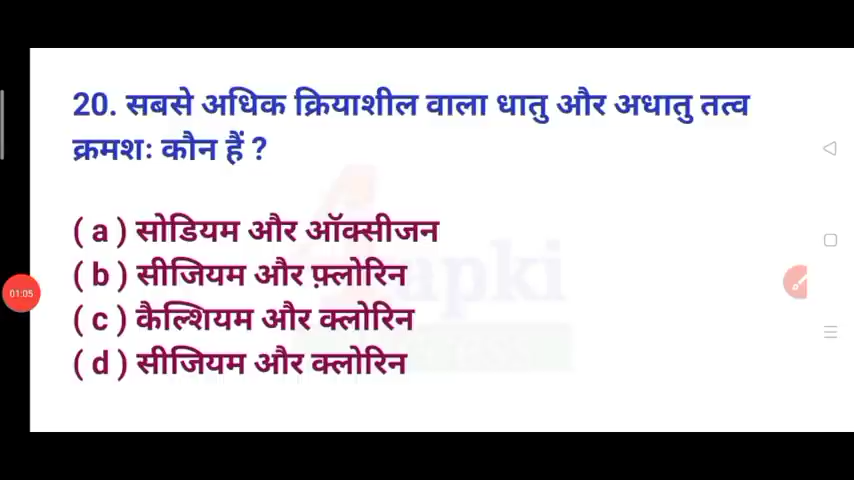 20. सबसे अधिक क्रियाशील वाला धातु और अधातु तत्व
क्रमशः कौन हैं ?
( a ) सोडियम और ऑक्सीजन
( b ) सीजियम और फ़्लोरिन
( c ) कैल्शियम और क्लोरिन
( d ) सीजियम और क्लोरिन
apki
01:05